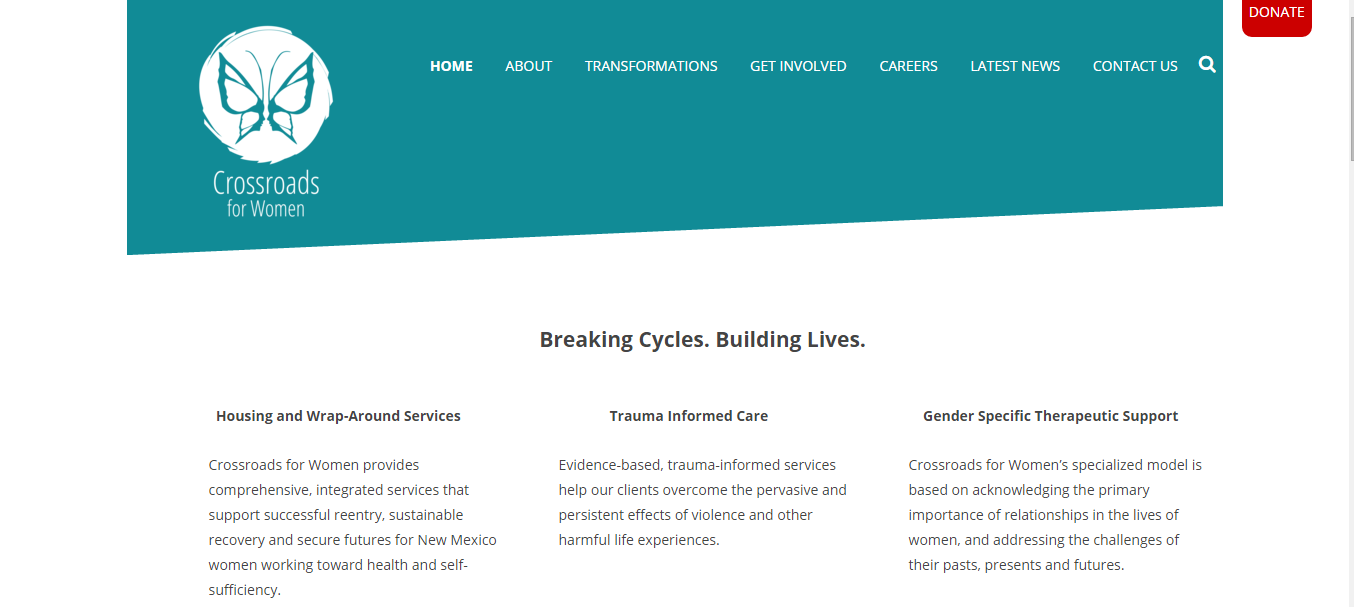 DONATE
HOME ABOUT TRANSFORMATIONS GET INVOLVED CAREERS LATEST NEWS CONTACT US
Crossroads
for Women
Breaking Cycles. Building Lives.
Housing and Wrap-Around Services
Crossroads for Women provides
comprehensive, integrated services that
support successful reentry, sustainable
recovery and secure futures for New Mexico
women working toward health and self-
sufficiency.
Trauma Informed Care
Evidence-based, trauma-informed services
help our clients overcome the pervasive and
persistent effects of violence and other
harmful life experiences.
Gender Specific Therapeutic Support
Crossroads for Women’s specialized model is
based on acknowledging the primary
importance of relationships in the lives of
women, and addressing the challenges of
their pasts, presents and futures.